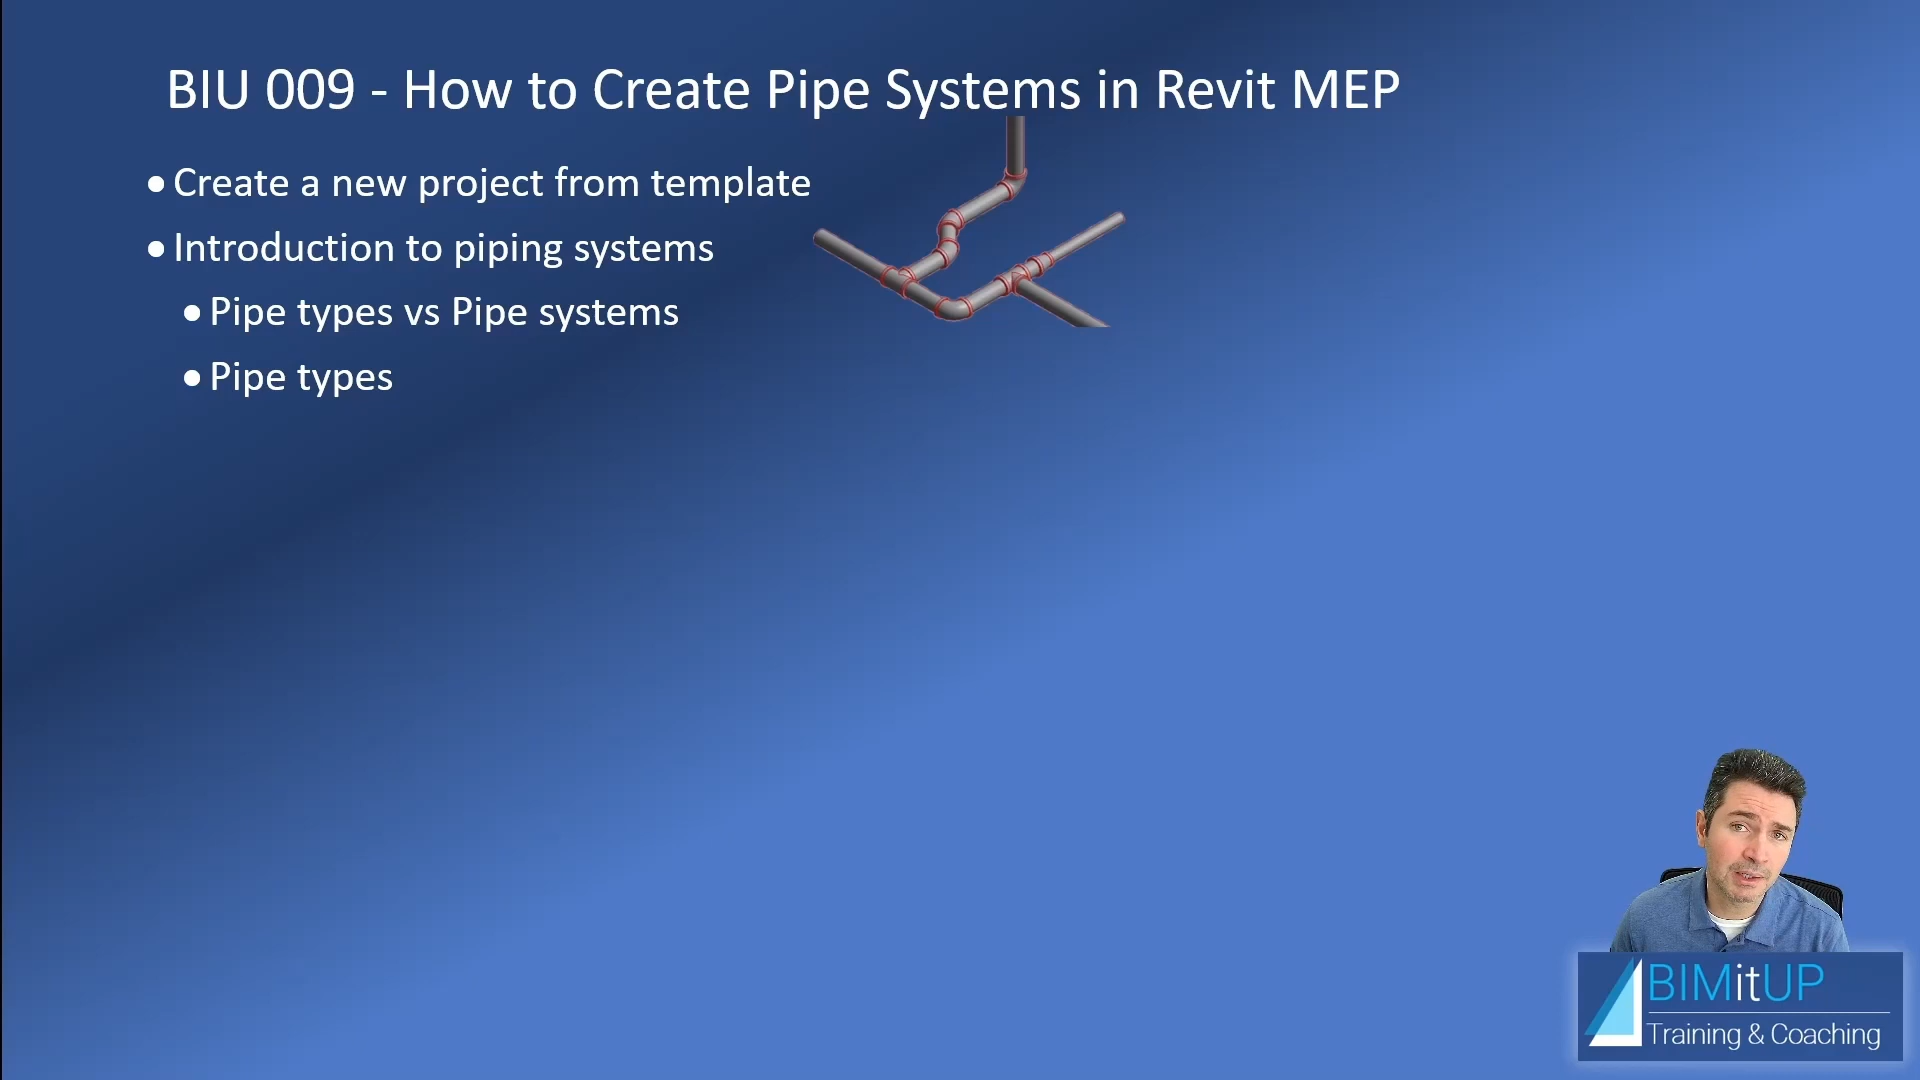 BIU 009 - How to Create Pipe Systems in Revit MEP
• Create a new project from template
• Introduction to piping systems
• Pipe types vs Pipe systems
• Pipe types
BIMitUP
Training & Coaching